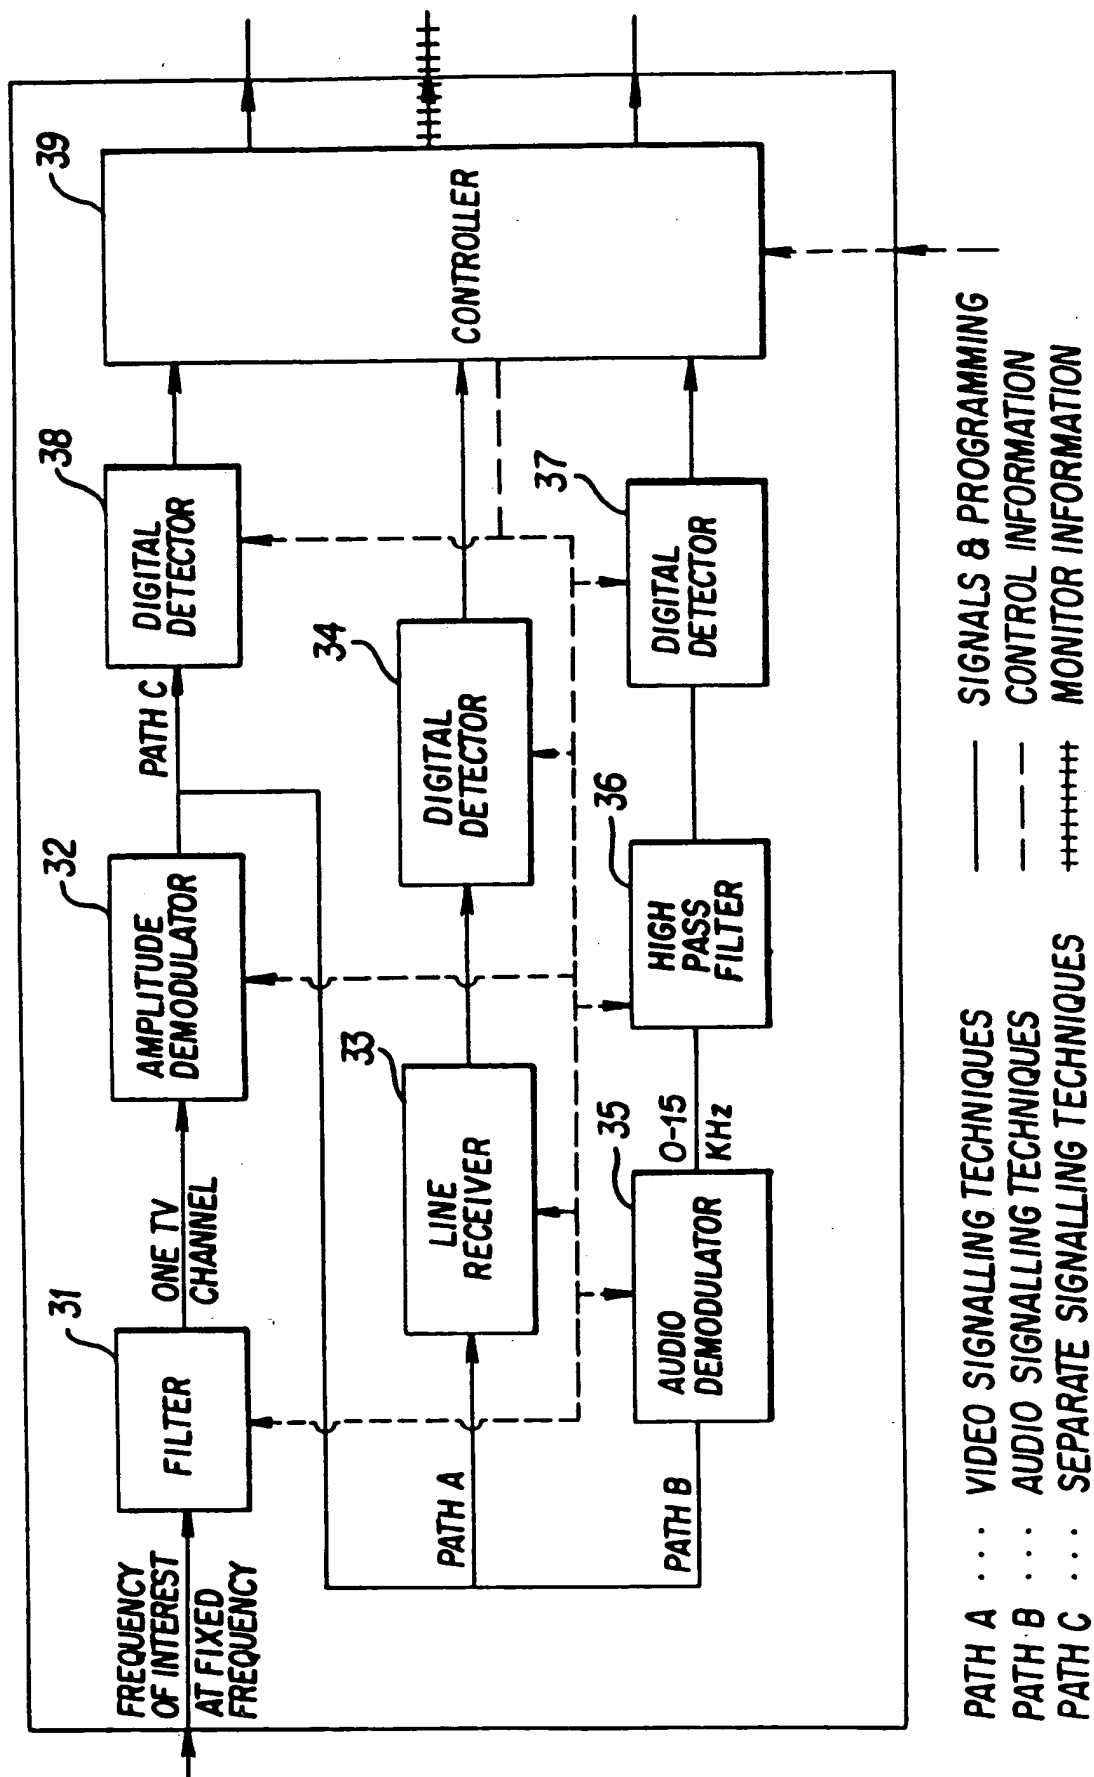 FREQUENCY
OF INTEREST
AT FIXED
FREQUENCY
31
FILTER
ONE TV
CHANNEL
32
AMPLITUDE
DEMODULATOR
PATH C
38
DIGITAL
DETECTOR
39
CONTROLLER
PATH A
33
LINE
RECEIVER
34
DIGITAL
DETECTOR
PATH B
35
AUDIO
DEMODULATOR
0-15
KHz
36
HIGH
PASS
FILTER
37
DIGITAL
DETECTOR
PATH A ... VIDEO SIGNALLING TECHNIQUES
PATH B ... AUDIO SIGNALLING TECHNIQUES
PATH C ... SEPARATE SIGNALLING TECHNIQUES
SIGNALS & PROGRAMMING
CONTROL INFORMATION
MONITOR INFORMATION